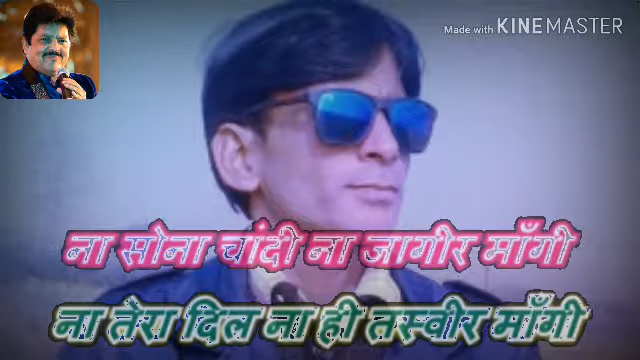 Made with KINEMASTER
ना सोना चांदी ना जागीर माँगी
ना तेरा दिल ना ही तस्वीर माँगी